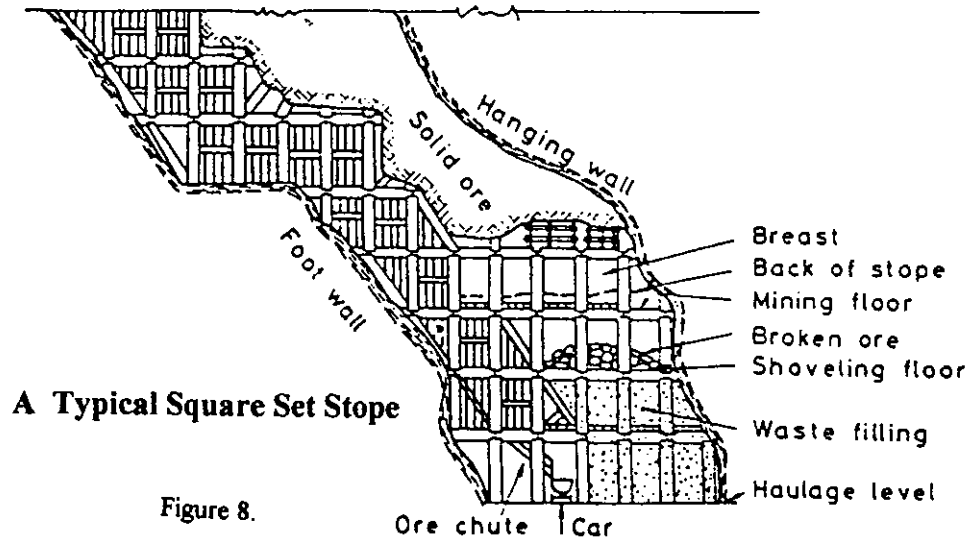 Hanging wall
Solid ore
Foot wall
Breast
Back of stope
Mining floor
Broken ore
Shoveling floor
Waste filling
Haulage level
A Typical Square Set Stope
Figure 8.
Ore chute
Car